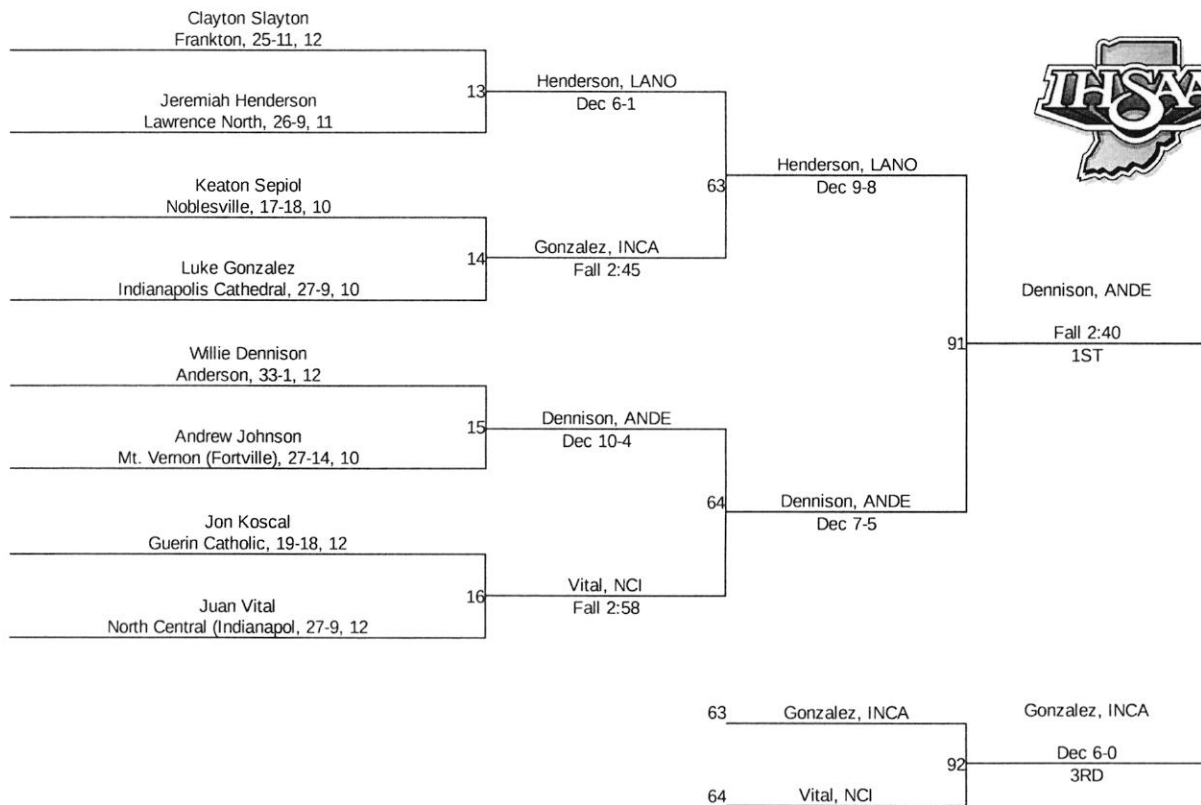 Clayton Slayton
Frankton, 25-11, 12
13
Henderson, LANO
Dec 6-1
Jeremiah Henderson
Lawrence North, 26-9, 11
IHSAA
63
Henderson, LANO
Dec 9-8
Keaton Sepiol
Noblesville, 17-18, 10
14
Gonzalez, INCA
Fall 2:45
Luke Gonzalez
Indianapolis Cathedral, 27-9, 10
91
Dennison, ANDE
Fall 2:40
1ST
Willie Dennison
Anderson, 33-1, 12
15
Dennison, ANDE
Dec 10-4
Andrew Johnson
Mt. Vernon (Fortville), 27-14, 10
64
Dennison, ANDE
Dec 7-5
Jon Koscal
Guerin Catholic, 19-18, 12
16
Vital, NCI
Fall 2:58
Juan Vital
North Central (Indianapol, 27-9, 12
63
Gonzalez, INCA
92
Gonzalez, INCA
Dec 6-0
3RD
64
Vital, NCI